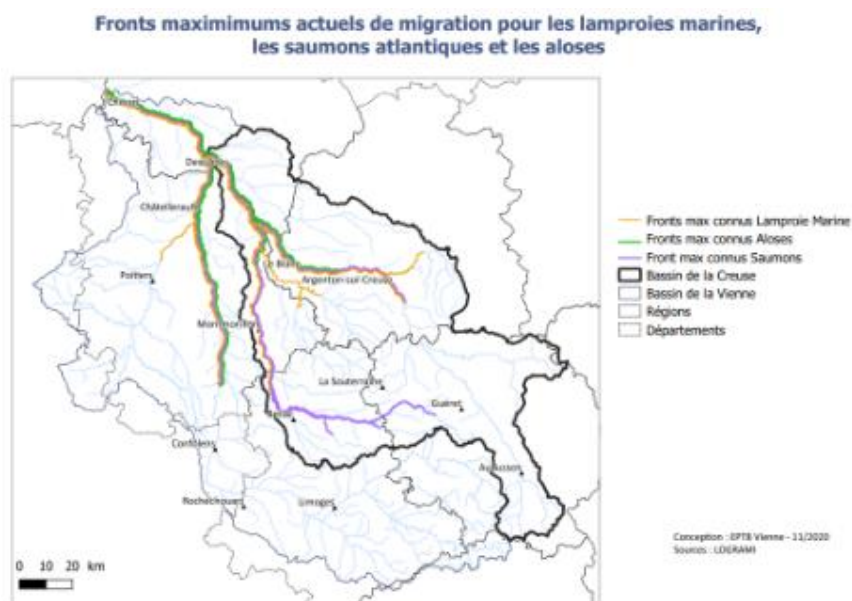 Fronts maximimums actuels de migration pour les lamproies marines,
les saumons atlantiques et les aloses
Chinon
Châtellerault
Le Blanc
Poitiers
Argenton-sur-Creuse
Montmorillon
La Souterraine
Guéret
Bellac
Confolens
Aubusson
Rochechouart
Limoges
Fronts max connus Lamproie Marine
Fronts max connus Aloses
Front max connus Saumons
Bassin de la Creuse
Bassin de la Vienne
Régions
Départements
Conception : EPTB Vienne - 11/2020
Sources : LOGRAMI
0 10 20 km